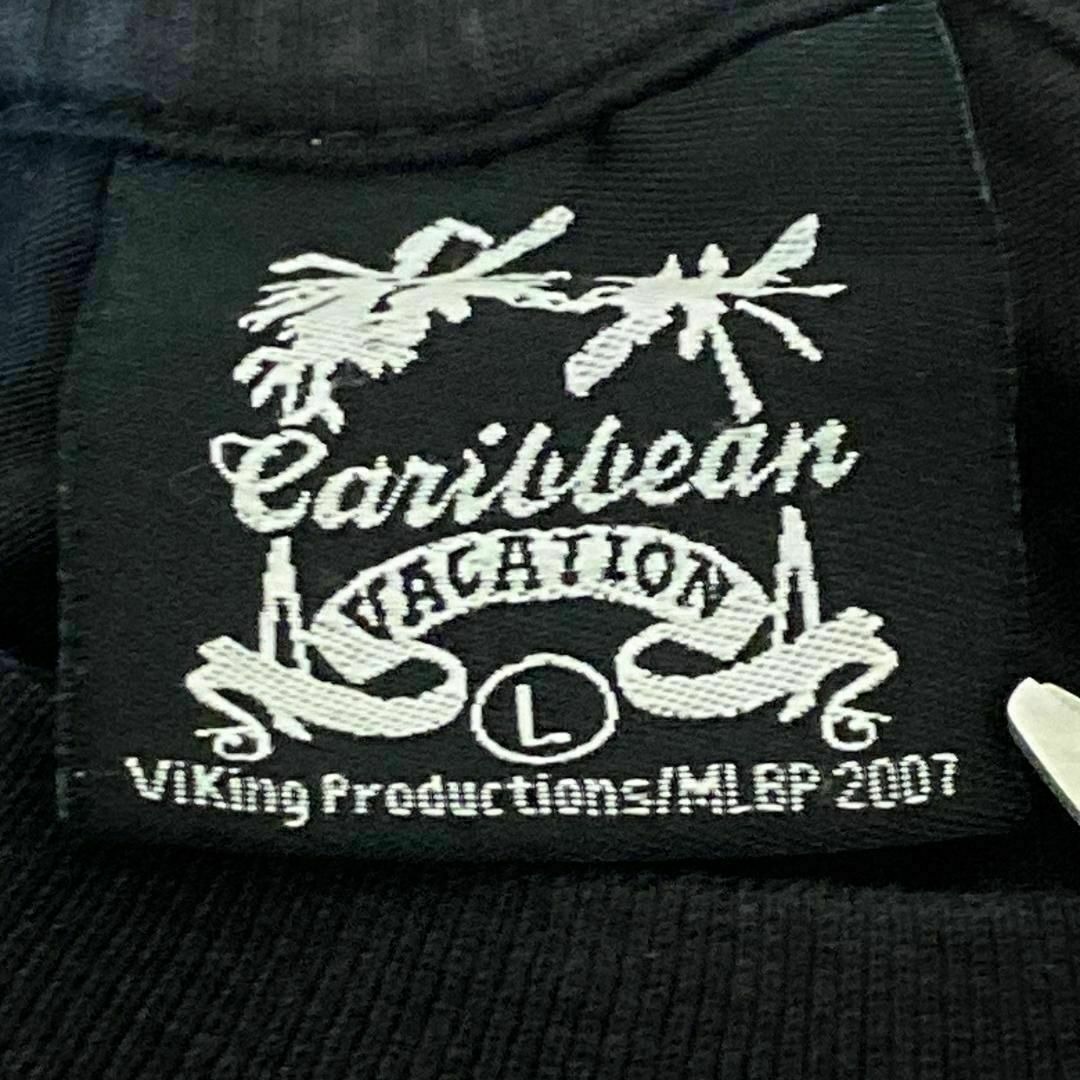 Caribbean
VACATION
L
ViKing Productions/MLBP 2007